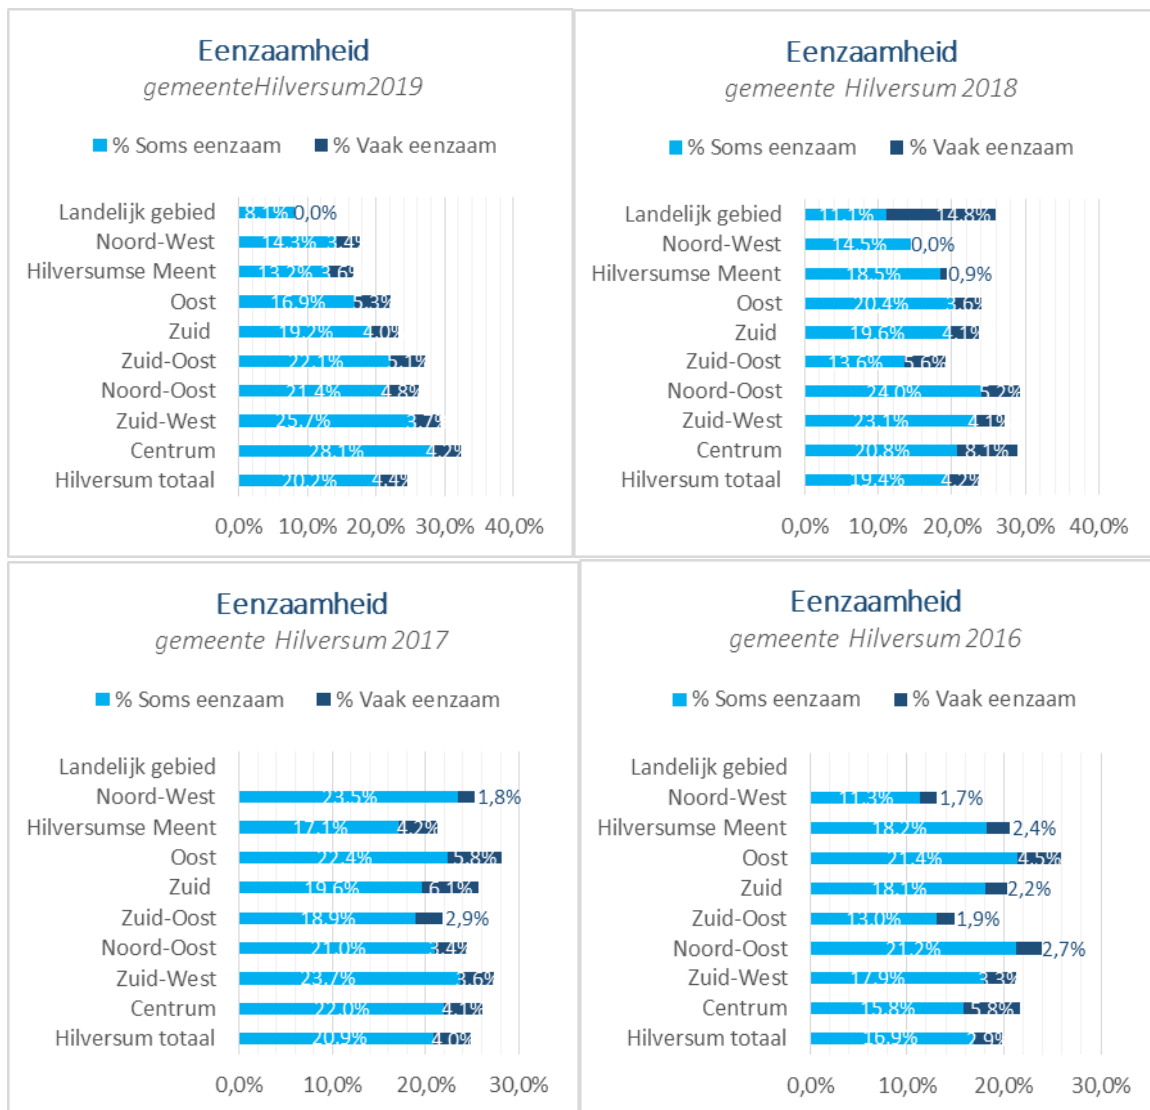 Eenzaamheid
gemeenteHilversum2019
% Soms eenzaam % Vaak eenzaam
Landelijk gebied 8.1% 0,0%
Noord-West 14.3% 3.4%
Hilversumse Meent 13.2% 3.6%
Oost 16.9% 5.3%
Zuid 19.2% 4.0%
Zuid-Oost 22.1% 5.1%
Noord-Oost 21.4% 4.8%
Zuid-West 25.7% 3.7%
Centrum 28.1% 4.2%
Hilversum totaal 20.2% 4.4%
0,0% 10,0% 20,0% 30,0% 40,0%
Eenzaamheid
gemeente Hilversum 2018
% Soms eenzaam % Vaak eenzaam
Landelijk gebied 11.1% 14.8%
Noord-West 14.5% 0,0%
Hilversumse Meent 18.5% 0,9%
Oost 20.4% 3.6%
Zuid 19.6% 4.1%
Zuid-Oost 13.6% 5.6%
Noord-Oost 24.0% 5.2%
Zuid-West 23.1% 4.1%
Centrum 20.8% 8.1%
Hilversum totaal 19.4% 4.2%
0,0% 10,0% 20,0% 30,0% 40,0%
Eenzaamheid
gemeente Hilversum 2017
% Soms eenzaam % Vaak eenzaam
Landelijk gebied
Noord-West 23.5% 1,8%
Hilversumse Meent 17.1% 4.2%
Oost 22.4% 5.8%
Zuid 19.6% 6.1%
Zuid-Oost 18.9% 2,9%
Noord-Oost 21.0% 3.4%
Zuid-West 23.7% 3.6%
Centrum 22.0% 4.1%
Hilversum totaal 20.9% 4.0%
0,0% 10,0% 20,0% 30,0%
Eenzaamheid
gemeente Hilversum 2016
% Soms eenzaam % Vaak eenzaam
Landelijk gebied
Noord-West 11.3% 1,7%
Hilversumse Meent 18.2% 2,4%
Oost 21.4% 4.5%
Zuid 18.1% 2,2%
Zuid-Oost 13.0% 1,9%
Noord-Oost 21.2% 2,7%
Zuid-West 17.9% 3.3%
Centrum 15.8% 5.8%
Hilversum totaal 16.9% 2.9%
0,0% 10,0% 20,0% 30,0%